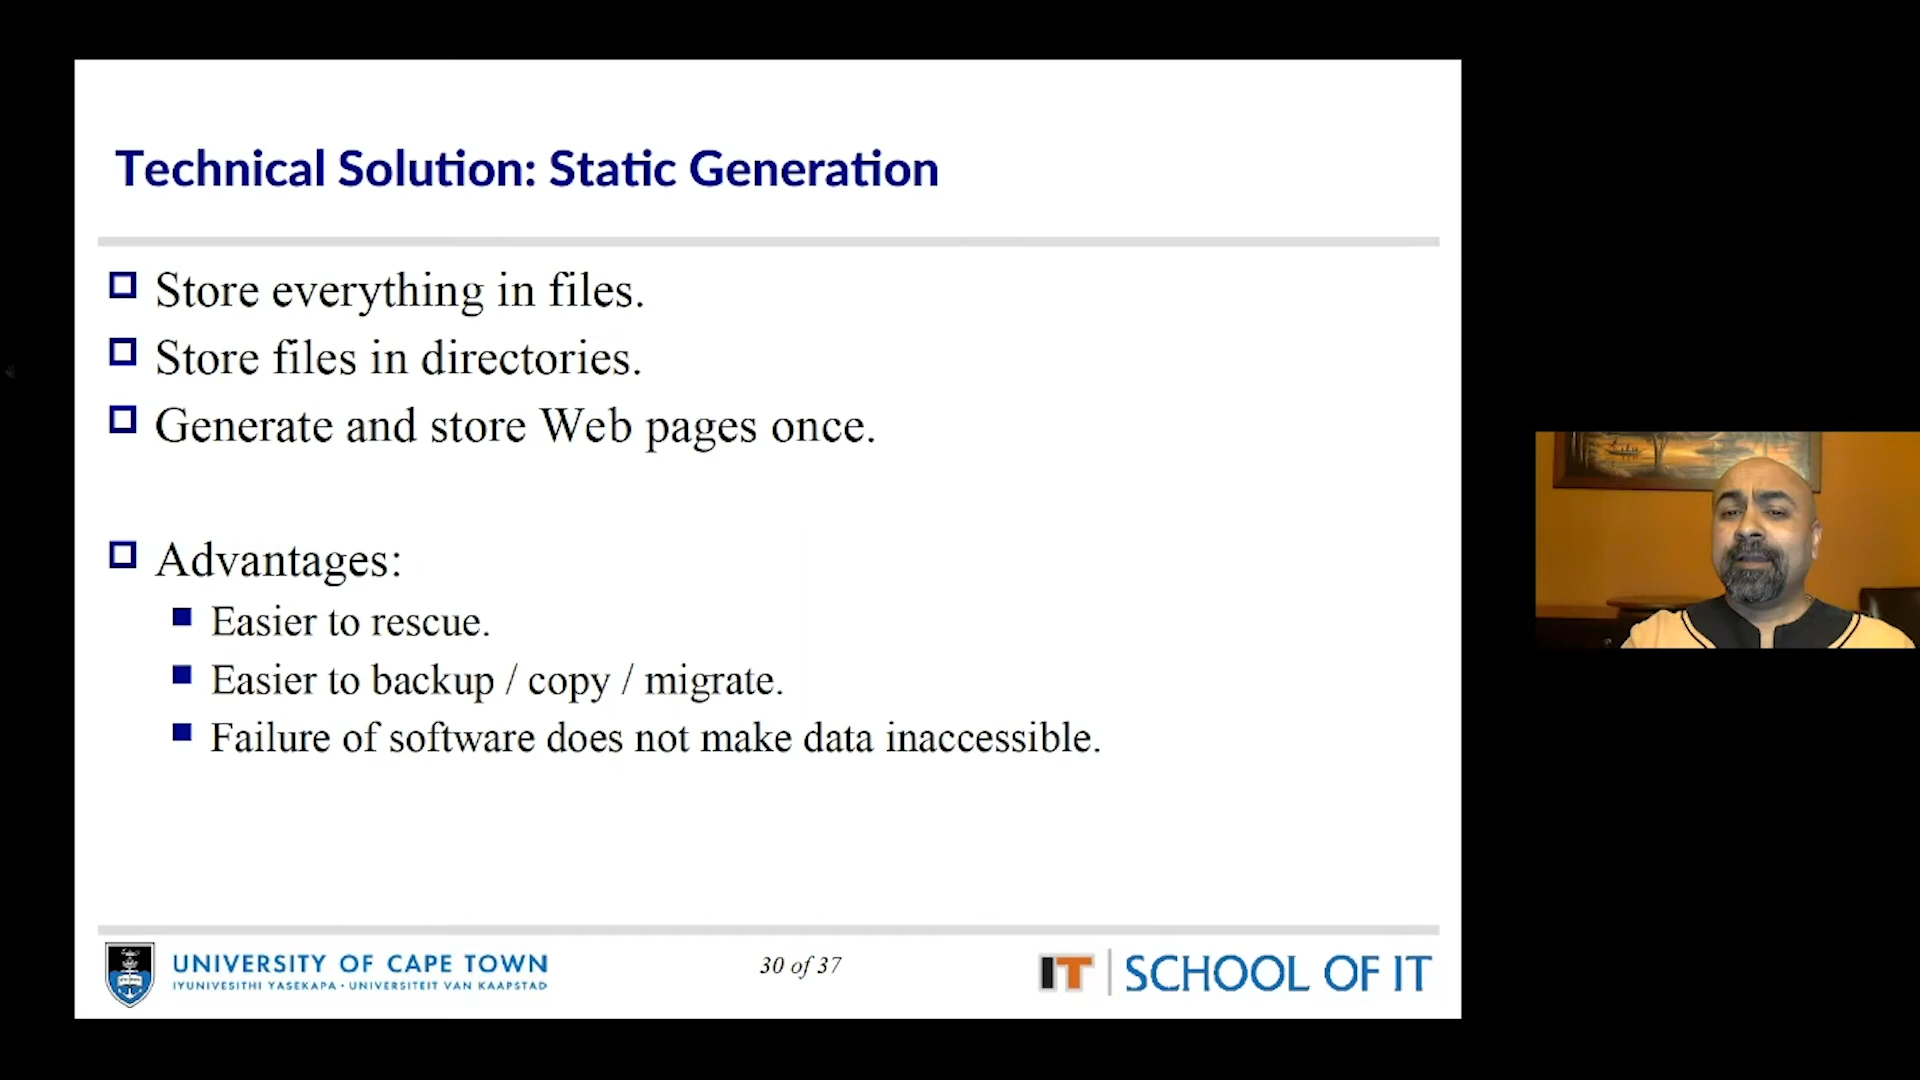 Technical Solution: Static Generation
Store everything in files.
Store files in directories.
Generate and store Web pages once.
Advantages:
Easier to rescue.
Easier to backup / copy / migrate.
Failure of software does not make data inaccessible.
UNIVERSITY OF CAPE TOWN
IYUNIVESITHI YASEKAPA · UNIVERSITEIT VAN KAAPSTAD
30 of 37
IT SCHOOL OF IT